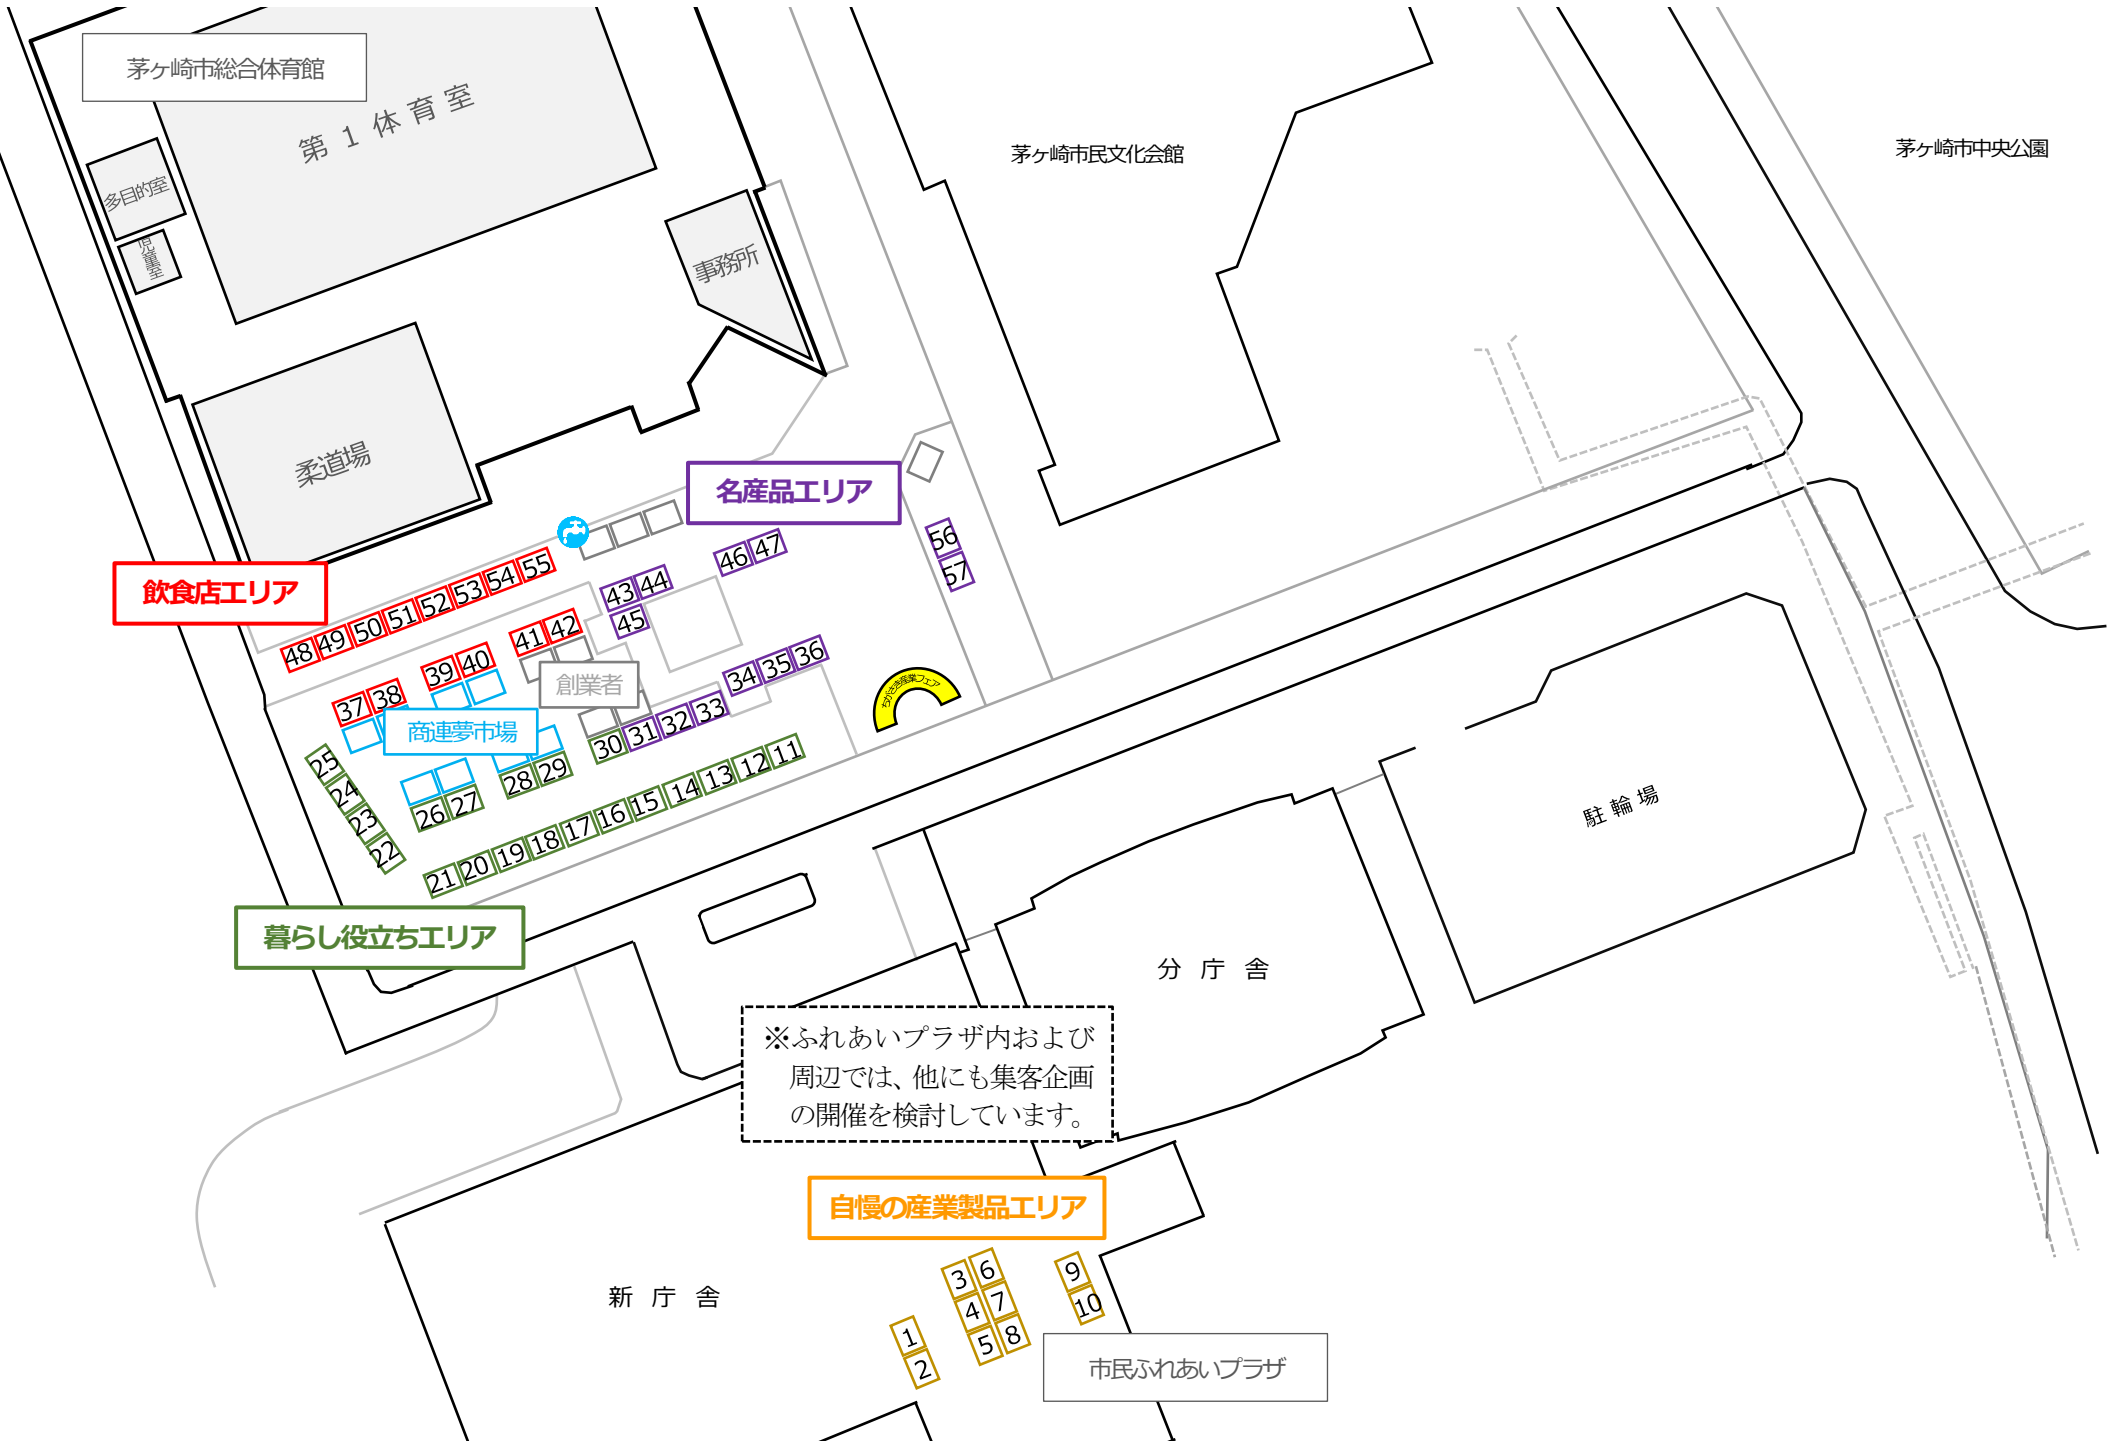 茅ヶ崎市総合体育館
第1体育室
多目的室
児童室
事務所
柔道場
茅ヶ崎市民文化会館
茅ヶ崎市中央公園
名産品エリア
飲食店エリア
56
57
46 47
43 44
45
48 49 50 51 52 53 54 55
41 42
39 40
37 38
創業者
商連夢市場
34 35 36
30 31 32 33
ちがさき産業フェア
25
24
23
22
28 29
26 27
21 20 19 18 17 16 15 14 13 12 11
暮らし役立ちエリア
駐輪場
分庁舎
※ふれあいプラザ内および
周辺では、他にも集客企画
の開催を検討しています。
自慢の産業製品エリア
新庁舎
3 6
4 7
5 8
9
10
1
2
市民ふれあいプラザ